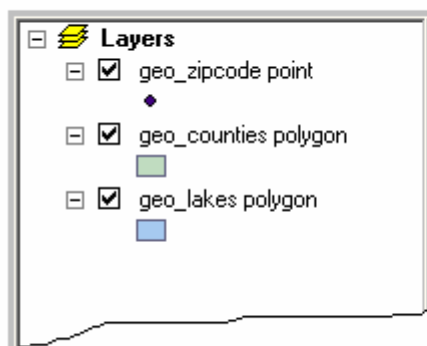 Layers
geo_zipcode point
geo_counties polygon
geo_lakes polygon